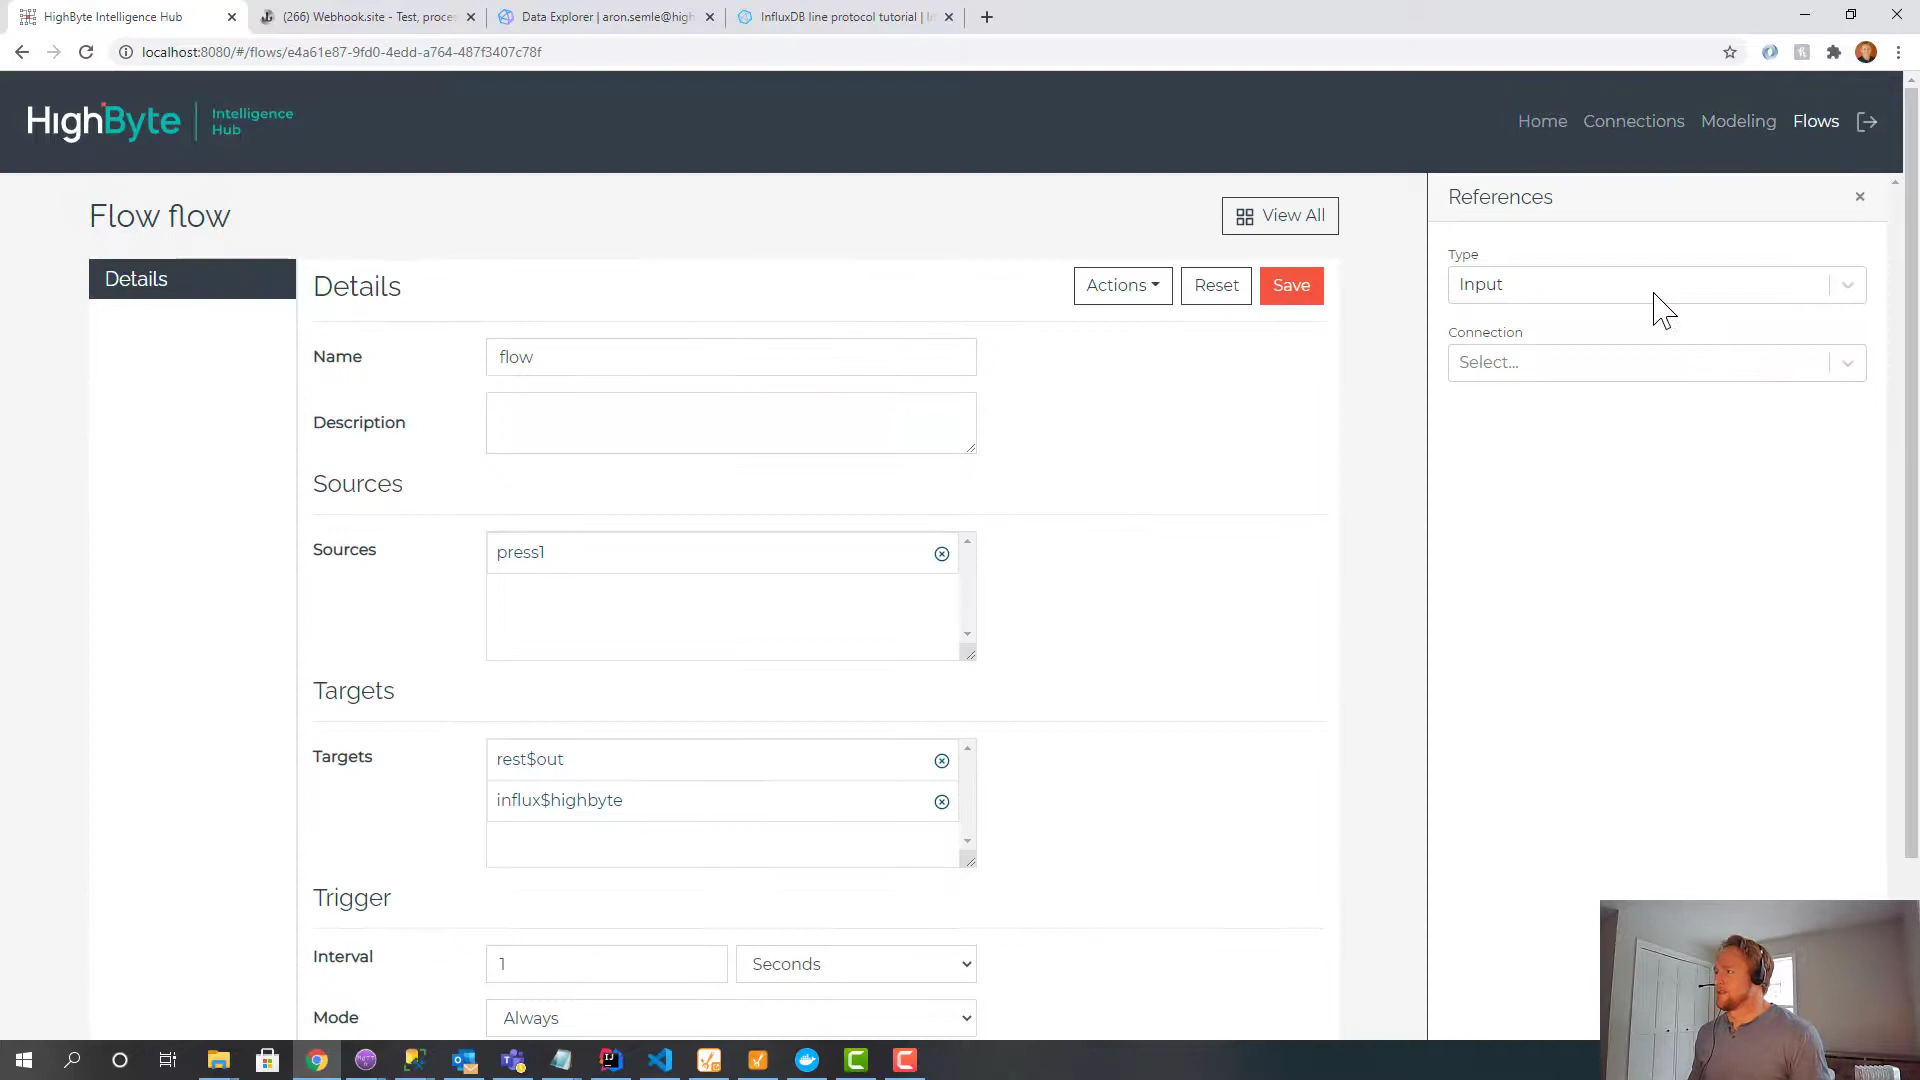 HighByte Intelligence Hub
(266) Webhook.site - Test, proce
Data Explorer | aron.semle@high
InfluxDB line protocol tutorial | I
localhost:8080/#/flows/e4a61e87-9fd0-4edd-a764-487f3407c78f
HighByte
Intelligence
Hub
Home
Connections
Modeling
Flows
Flow flow
View All
References
Details
Details
Actions
Reset
Save
Type
Input
Connection
Select...
Name
flow
Description
Sources
Sources
press1
Targets
Targets
rest$out
influx$highbyte
Trigger
Interval
1
Seconds
Mode
Always